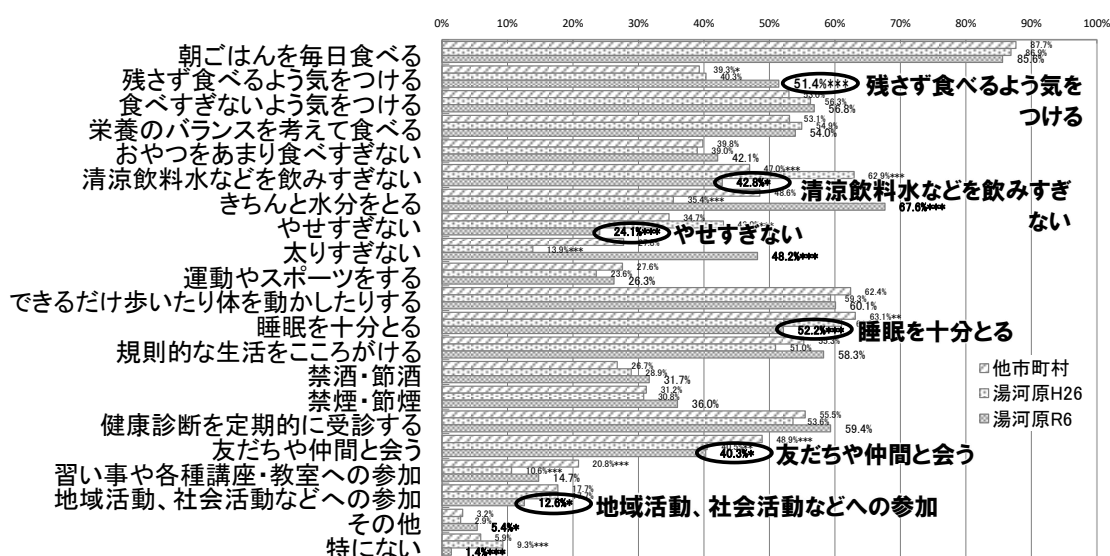 0% 10% 20% 30% 40% 50% 60% 70% 80% 90% 100%
朝ごはんを毎日食べる
87.7%
86.9%
85.6%
残さず食べるよう気をつける
39.3%*
40.3%
51.4%***
残さず食べるよう気を
つける
食べすぎないよう気をつける
56.3%
56.8%
栄養のバランスを考えて食べる
53.1%
54.9%
54.0%
おやつをあまり食べすぎない
39.8%
39.0%
42.1%
清涼飲料水などを飲みすぎない
47.0%***
62.9%***
42.8%*
清涼飲料水などを飲みすぎ
ない
きちんと水分をとる
48.6%
35.4%***
67.6%***
やせすぎない
34.7%
24.1%***
やせすぎない
太りすぎない
13.9%***
48.2%***
運動やスポーツをする
27.6%
23.6%
26.3%
できるだけ歩いたり体を動かしたりする
62.4%
59.3%
60.1%
睡眠を十分とる
63.1%**
52.2%***
睡眠を十分とる
規則的な生活をこころがける
51.0%
58.3%
禁酒・節酒
26.7%
28.9%
31.7%
禁煙・節煙
31.2%
30.8%
36.0%
健康診断を定期的に受診する
55.5%
53.6%
59.4%
友だちや仲間と会う
48.9%***
40.3%*
友だちや仲間と会う
習い事や各種講座・教室への参加
20.8%***
10.6%***
14.7%
地域活動、社会活動などへの参加
17.7%
12.6%*
地域活動、社会活動などへの参加
その他
3.2%
2.9%
5.4%*
特にない
5.9%
9.3%***
1.4%***
他市町村
湯河原H26
湯河原R6